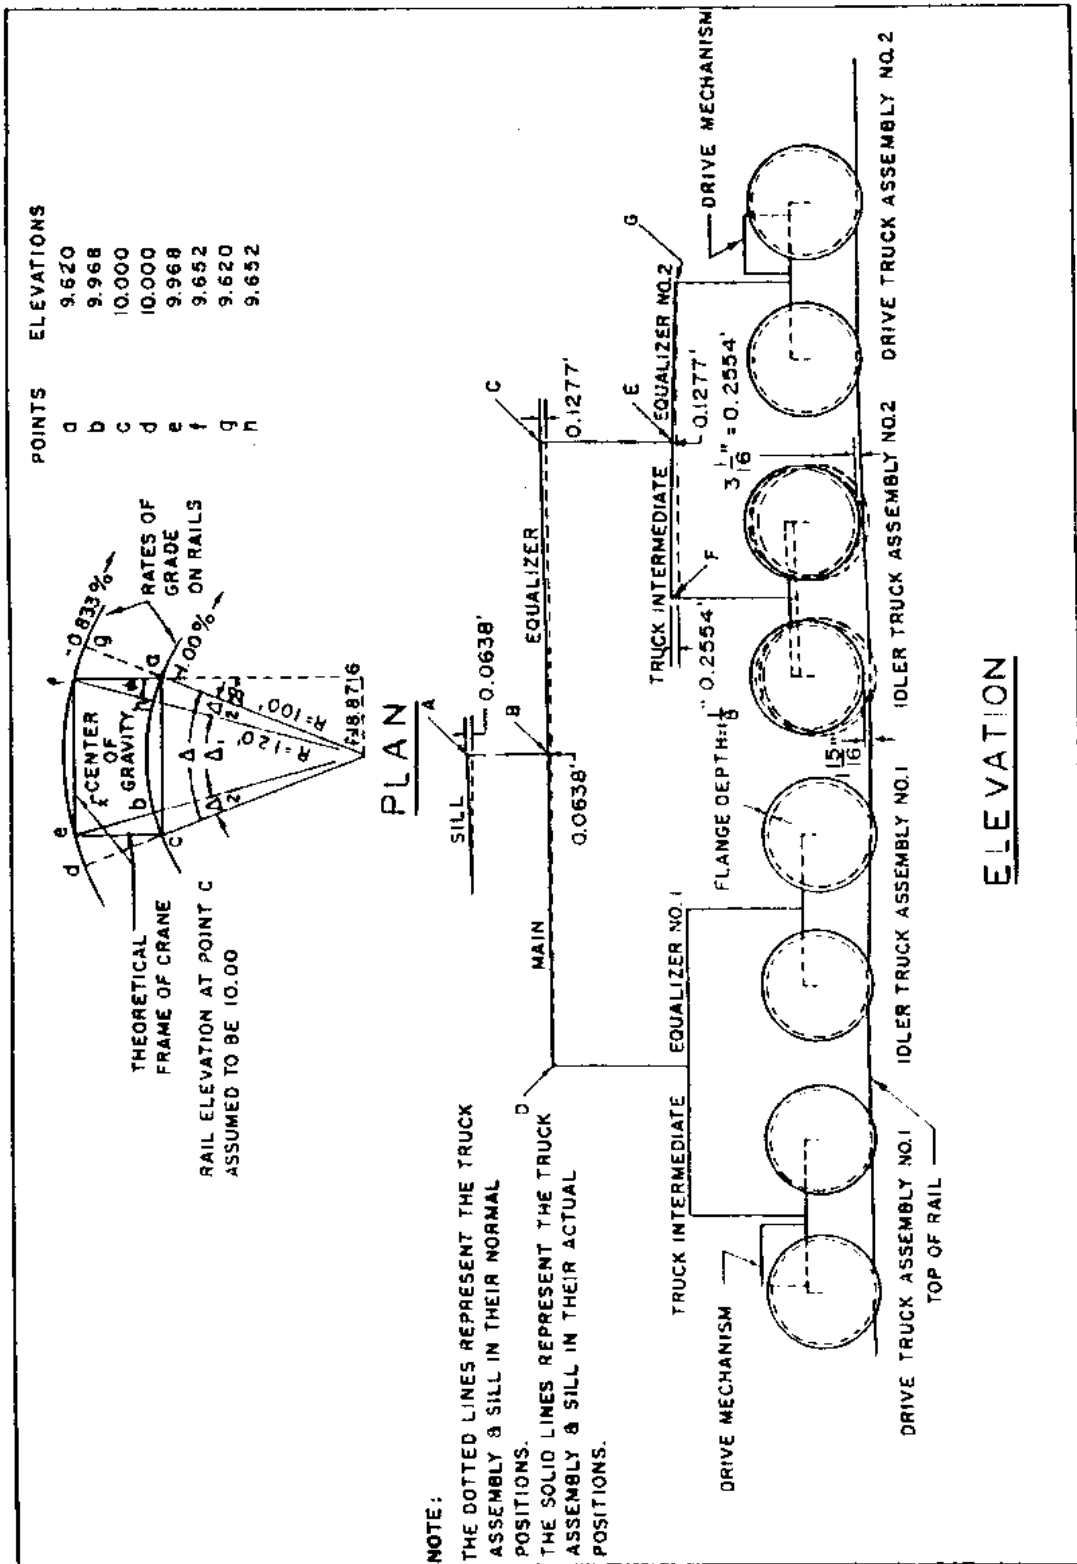 POINTS ELEVATIONS
a 9.620
b 9.968
c 10.000
d 10.000
e 9.968
f 9.652
g 9.620
h 9.652
-0.833%
RATES OF
GRADE
ON RAILS
-1.00%
d
e
g
a
b
c
CENTER
OF
GRAVITY
R=120'
R=100'
18.8716
THEORETICAL
FRAME OF CRANE
RAIL ELEVATION AT POINT C
ASSUMED TO BE 10.00
PLAN
NOTE:
THE DOTTED LINES REPRESENT THE TRUCK
ASSEMBLY & SILL IN THEIR NORMAL
POSITIONS.
THE SOLID LINES REPRESENT THE TRUCK
ASSEMBLY & SILL IN THEIR ACTUAL
POSITIONS.
SILL
A
0.0638'
MAIN
EQUALIZER
B
C
D
0.0638'
0.1277'
TRUCK INTERMEDIATE
EQUALIZER NO. 1
TRUCK INTERMEDIATE
EQUALIZER NO.2
E
F
G
0.1277'
0.2554'
3 1/16" = 0.2554'
DRIVE MECHANISM
DRIVE MECHANISM
FLANGE DEPTH=1 1/8"
1 15/16"
DRIVE TRUCK ASSEMBLY NO.1
IDLER TRUCK ASSEMBLY NO.1
IDLER TRUCK ASSEMBLY NO.2
DRIVE TRUCK ASSEMBLY NO.2
TOP OF RAIL
ELEVATION